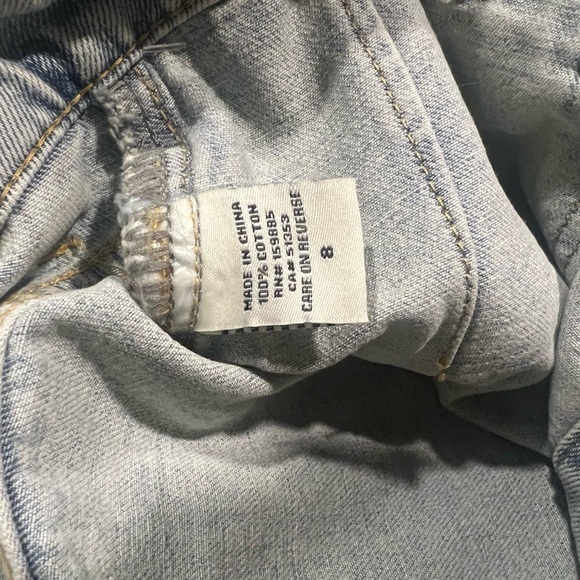 MADE IN CHINA
100% COTTON
RN# 159885
CA# 51353
CARE ON REVERSE
8